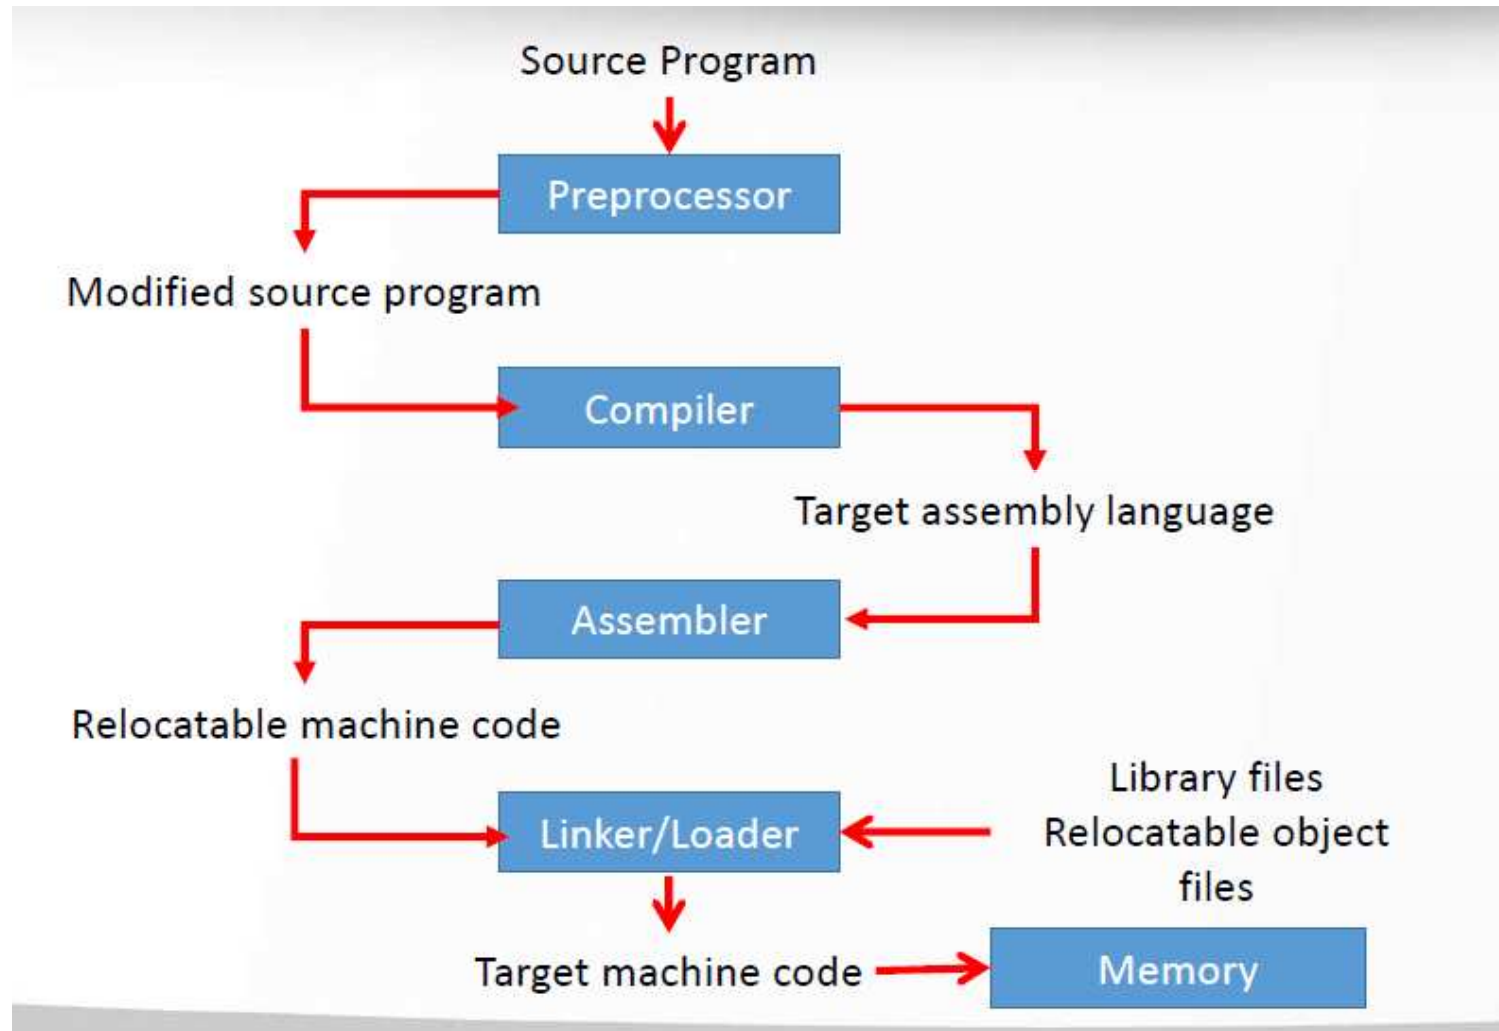 Source Program
Preprocessor
Modified source program
Compiler
Target assembly language
Assembler
Relocatable machine code
Library files
Linker/Loader
Relocatable object
files
Target machine code
Memory